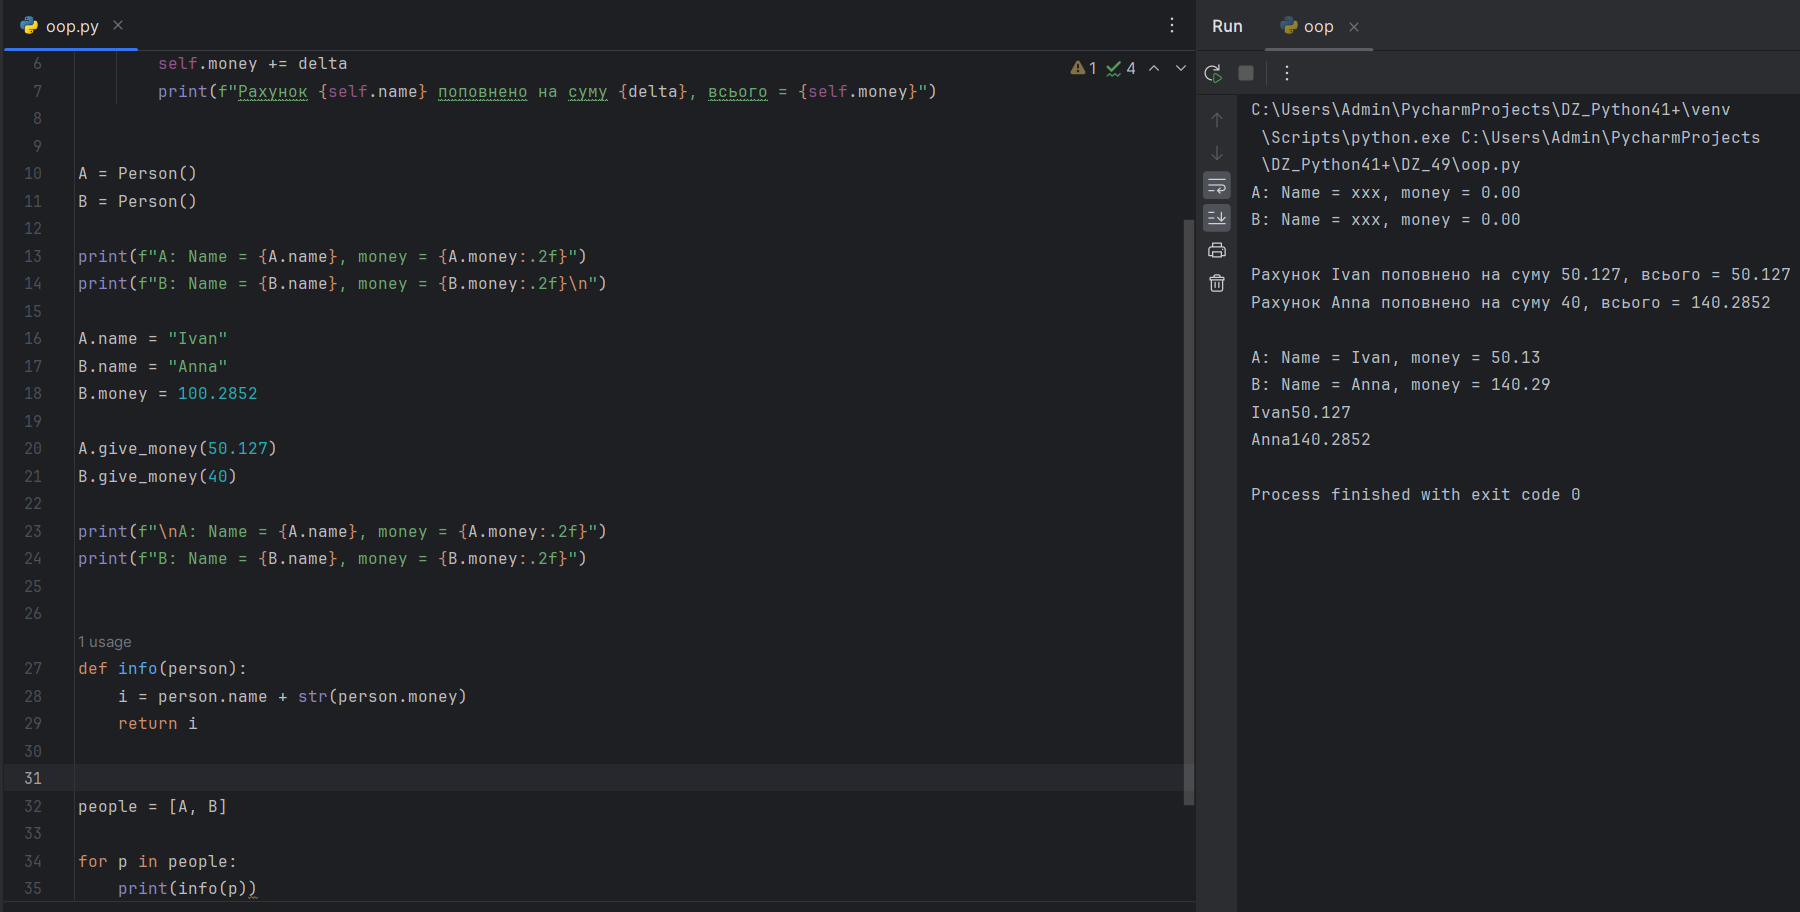 oop.py
6 self.money += delta
1 4
7 print(f"Рахунок {self.name} поповнено на суму {delta}, всього = {self.money}")
8
9
10 A = Person()
11 B = Person()
12
13 print(f"A: Name = {A.name}, money = {A.money:.2f}")
14 print(f"B: Name = {B.name}, money = {B.money:.2f}\n")
15
16 A.name = "Ivan"
17 B.name = "Anna"
18 B.money = 100.2852
19
20 A.give_money(50.127)
21 B.give_money(40)
22
23 print(f"\nA: Name = {A.name}, money = {A.money:.2f}")
24 print(f"B: Name = {B.name}, money = {B.money:.2f}")
25
26
1 usage
27 def info(person):
28 i = person.name + str(person.money)
29 return i
30
31
32 people = [A, B]
33
34 for p in people:
35 print(info(p))
Run oop
C:\Users\Admin\PycharmProjects\DZ_Python41+\venv
\Scripts\python.exe C:\Users\Admin\PycharmProjects
\DZ_Python41+\DZ_49\oop.py
A: Name = xxx, money = 0.00
B: Name = xxx, money = 0.00
Рахунок Ivan поповнено на суму 50.127, всього = 50.127
Рахунок Anna поповнено на суму 40, всього = 140.2852
A: Name = Ivan, money = 50.13
B: Name = Anna, money = 140.29
Ivan50.127
Anna140.2852
Process finished with exit code 0